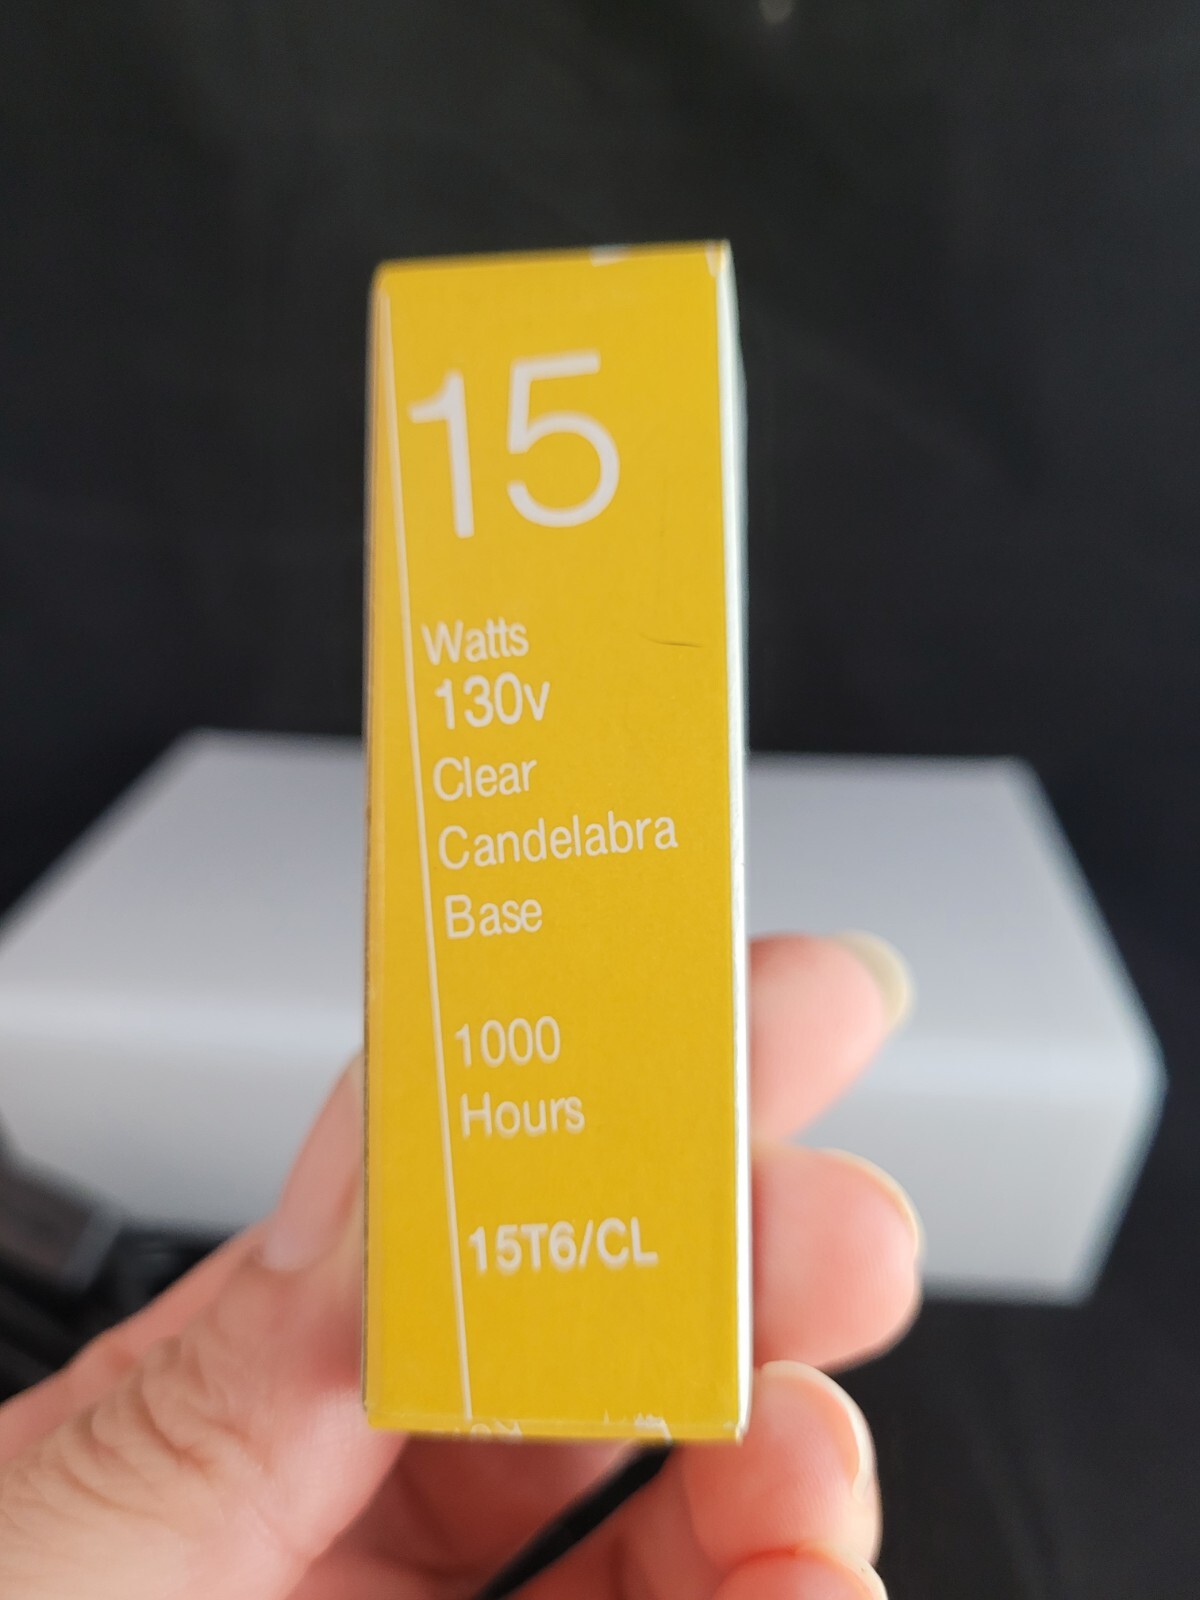 15
Watts
130v
Clear
Candelabra
Base
1000
Hours
15T6/CL